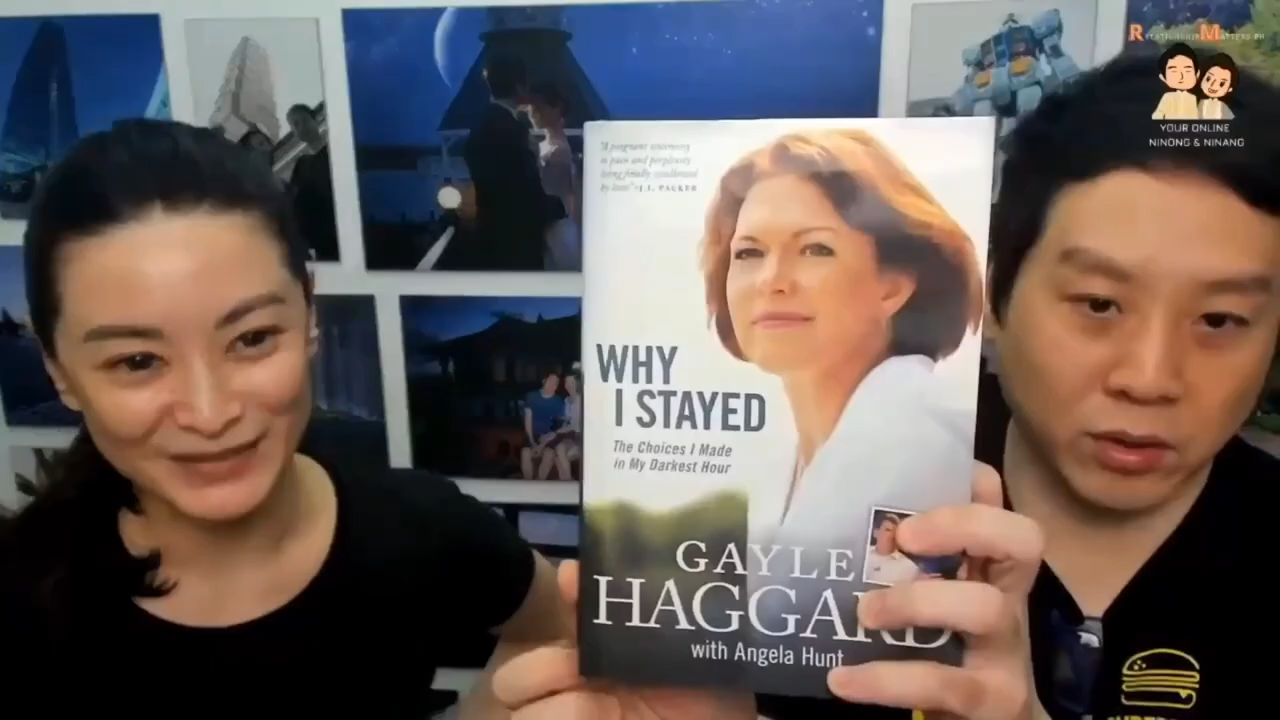 RELATIONSHIP MATTERS PH
YOUR ONLINE
NINONG & NINANG
"A poignant testimony
to pain and perplexity
being finally swallowed
by love."—J.I. PACKER
WHY
I STAYED
The Choices I Made
in My Darkest Hour
GAYLE
HAGGARD
with Angela Hunt